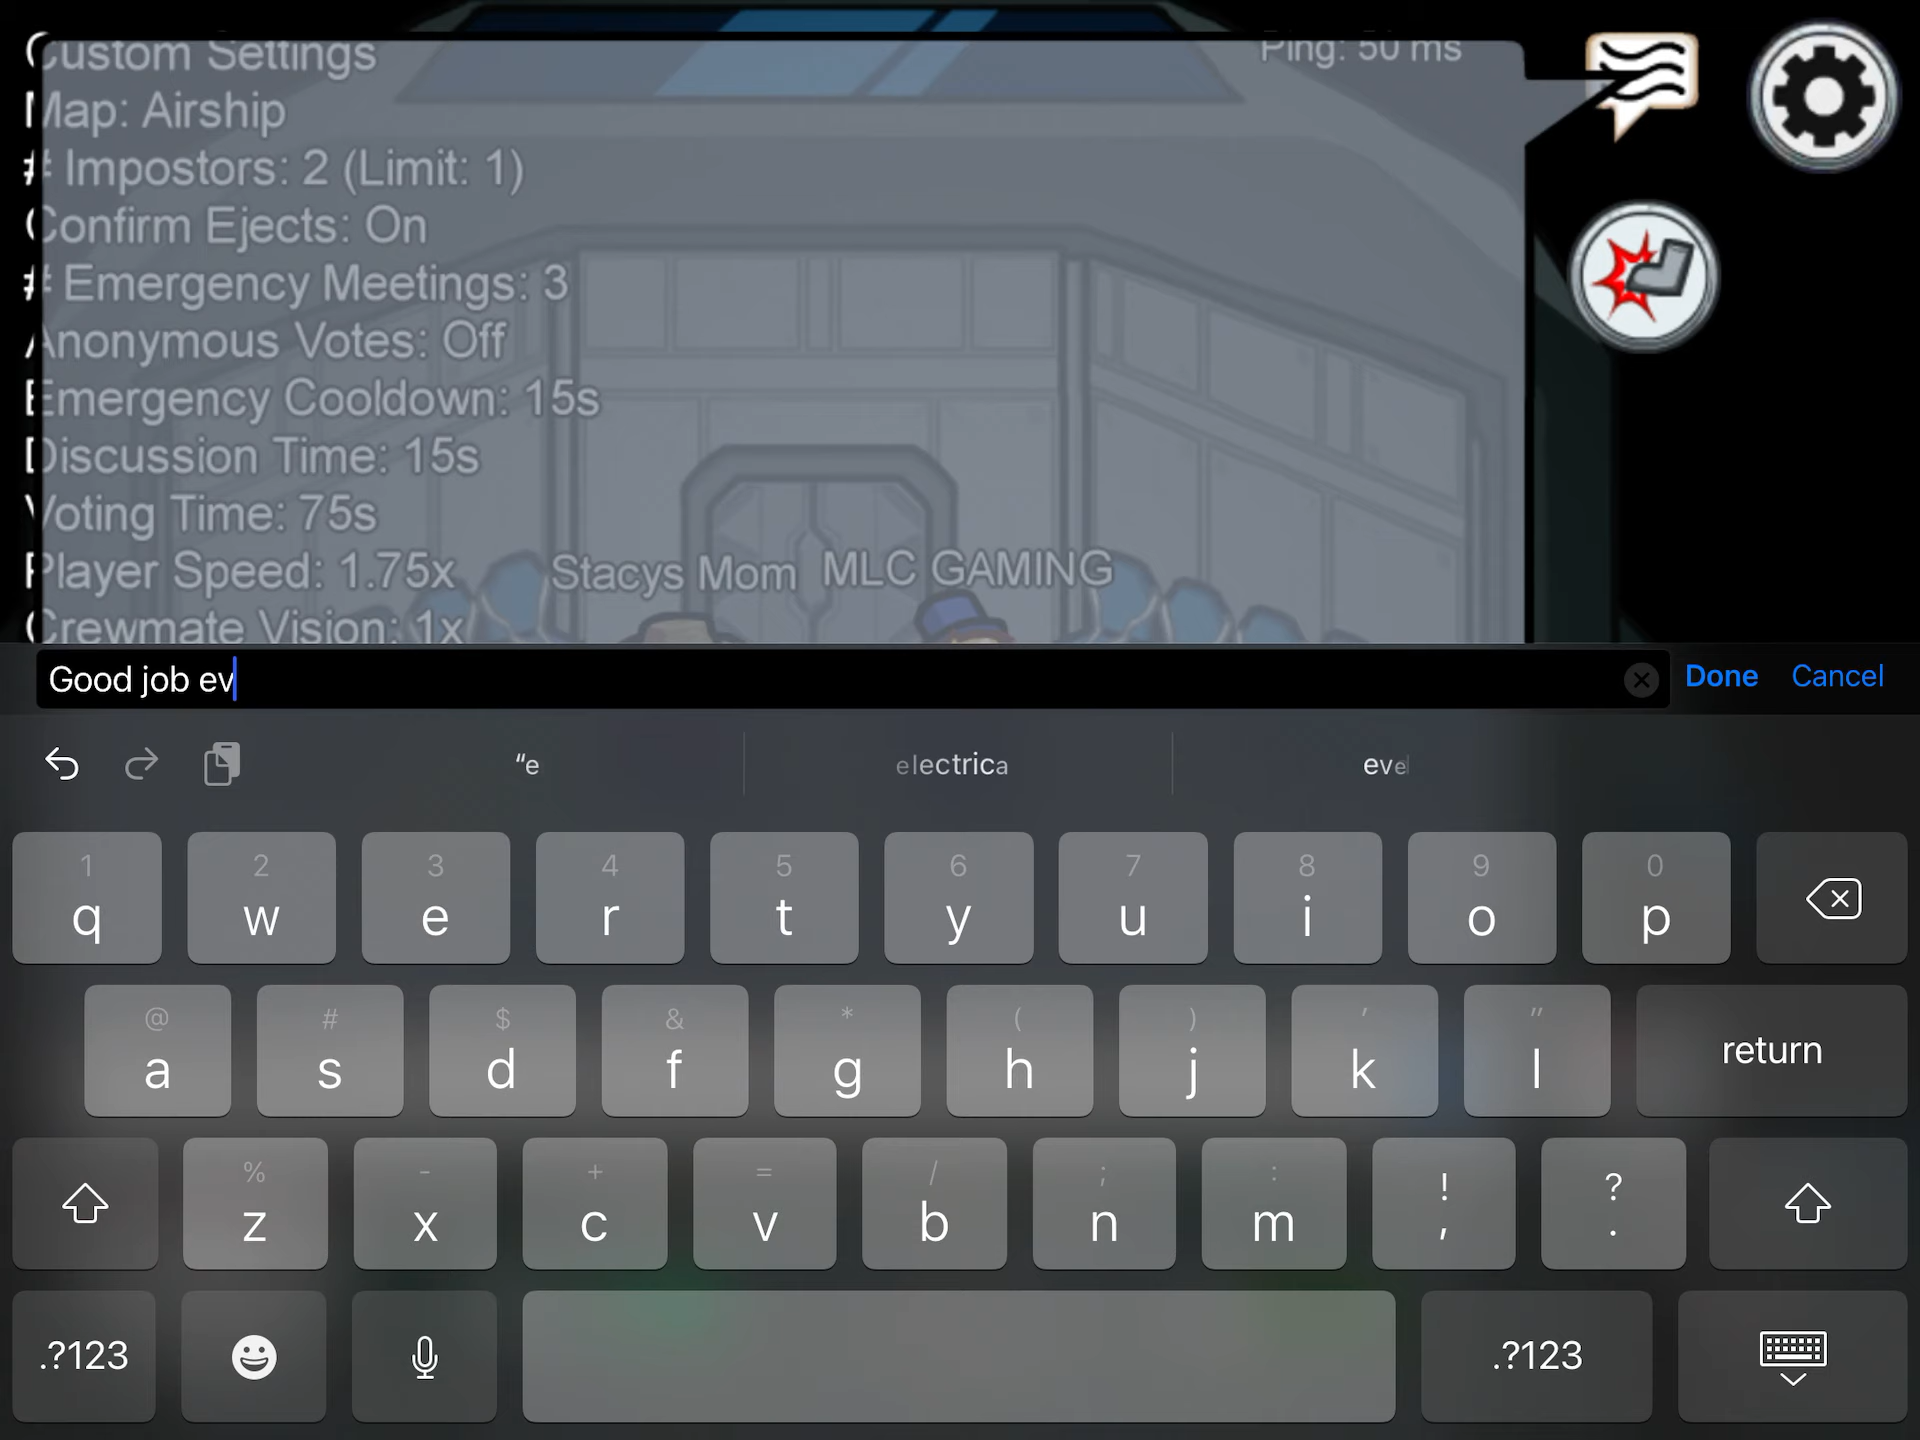 Custom Settings
Ping: 50 ms
Map: Airship
# Impostors: 2 (Limit: 1)
Confirm Ejects: On
# Emergency Meetings: 3
Anonymous Votes: Off
Emergency Cooldown: 15s
Discussion Time: 15s
Voting Time: 75s
Player Speed: 1.75x
Stacys Mom
MLC GAMING
Crewmate Vision: 1x
Good job ev
Done
Cancel
“e
electrica
eve
1 2 3 4 5 6 7 8 9 0
q w e r t y u i o p
@ # $ & * ( ) ' "
a s d f g h j k l
return
% - + = / ; : ! ?
z x c v b n m , .
.?123
.?123